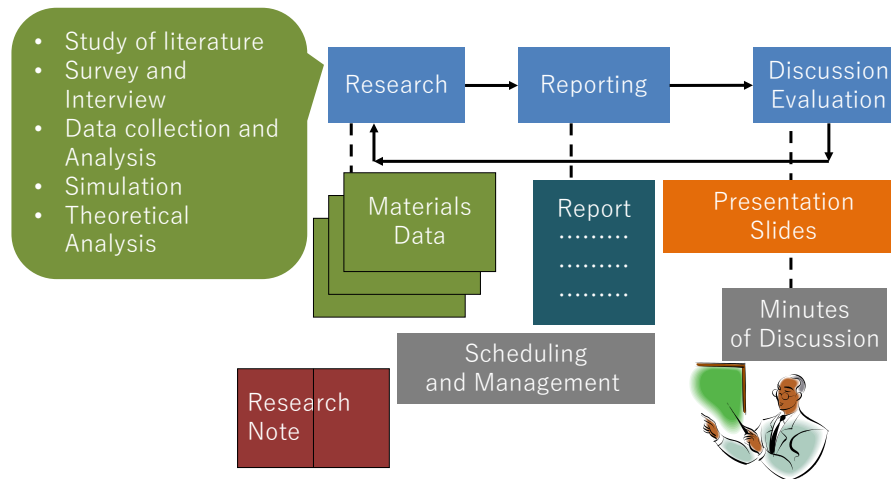 • Study of literature
• Survey and
Interview
• Data collection and
Analysis
• Simulation
• Theoretical
Analysis
Research
Reporting
Discussion
Evaluation
Materials
Data
Report
………
………
………
Presentation
Slides
Minutes
of Discussion
Scheduling
and Management
Research
Note